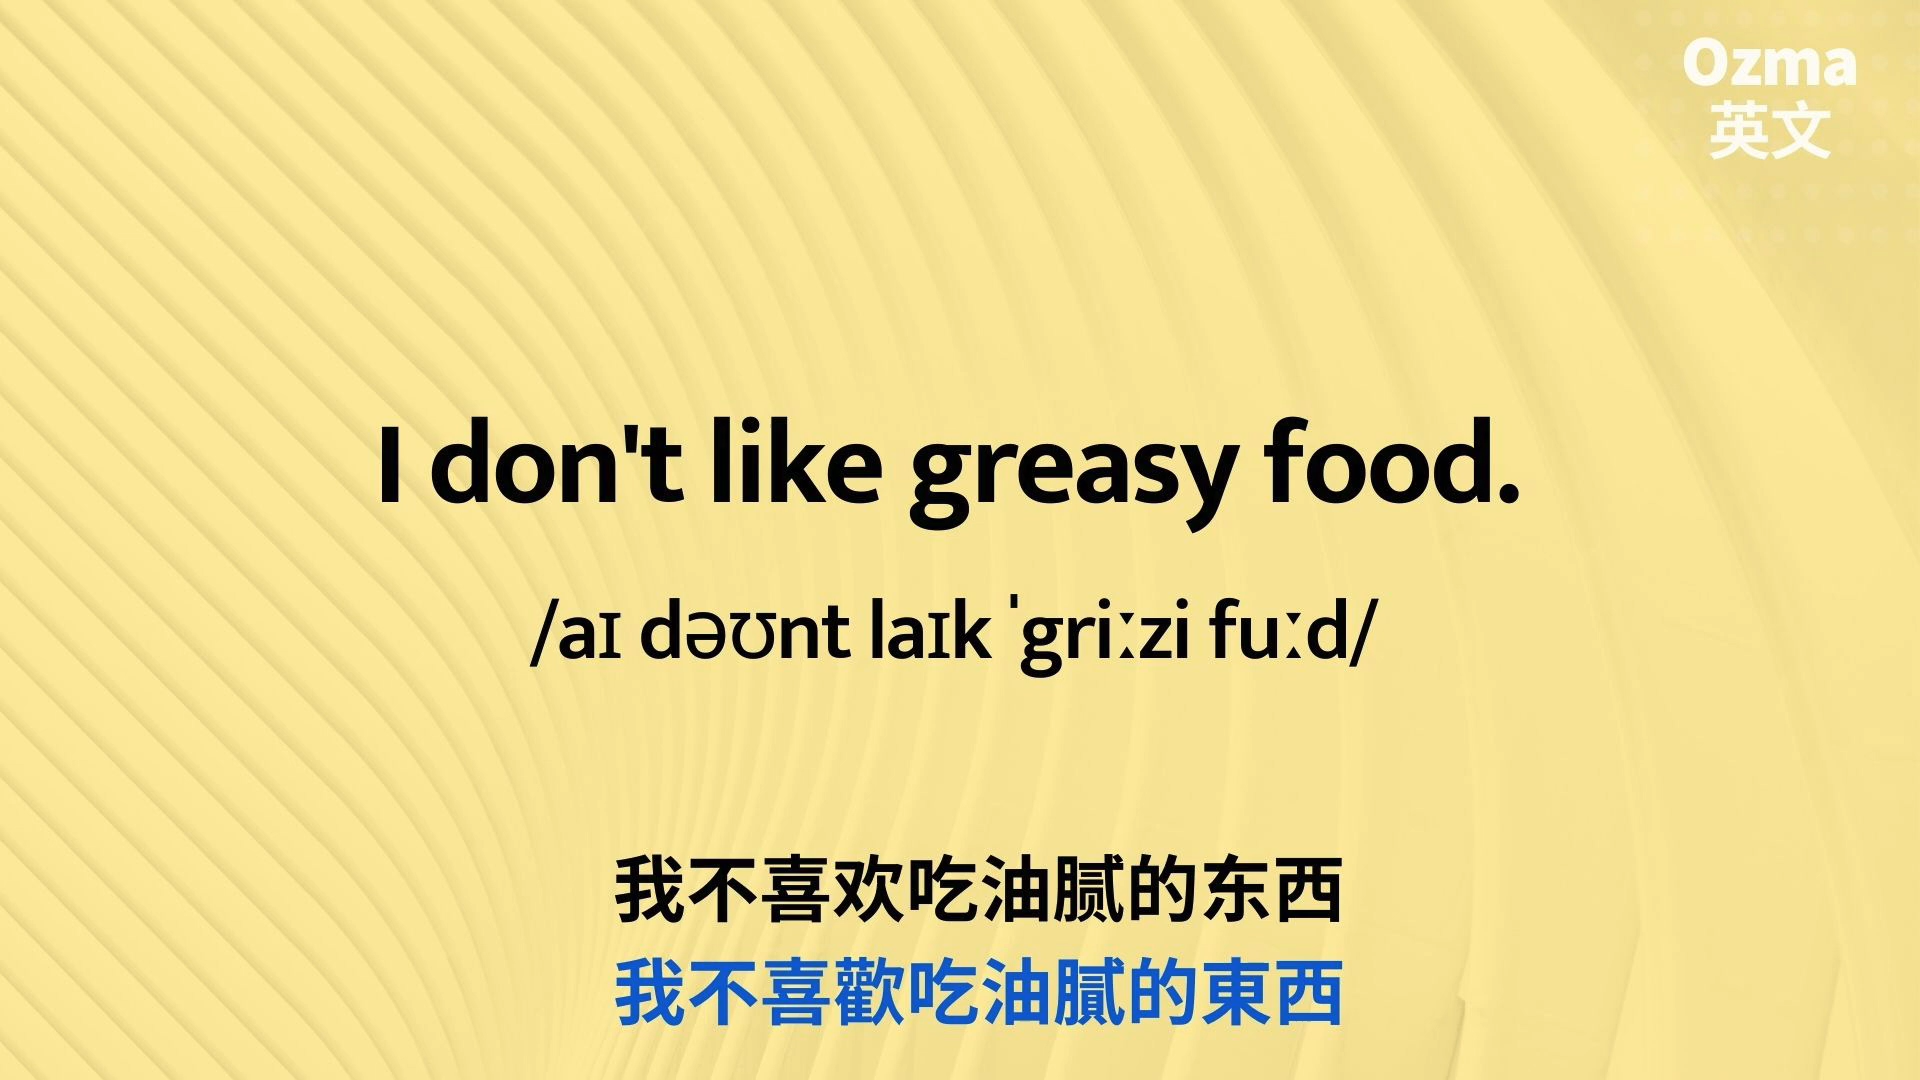 Ozma
英文
I don't like greasy food.
/aɪ dəʊnt laɪk ˈɡriːzi fuːd/
我不喜欢吃油腻的东西
我不喜歡吃油膩的東西